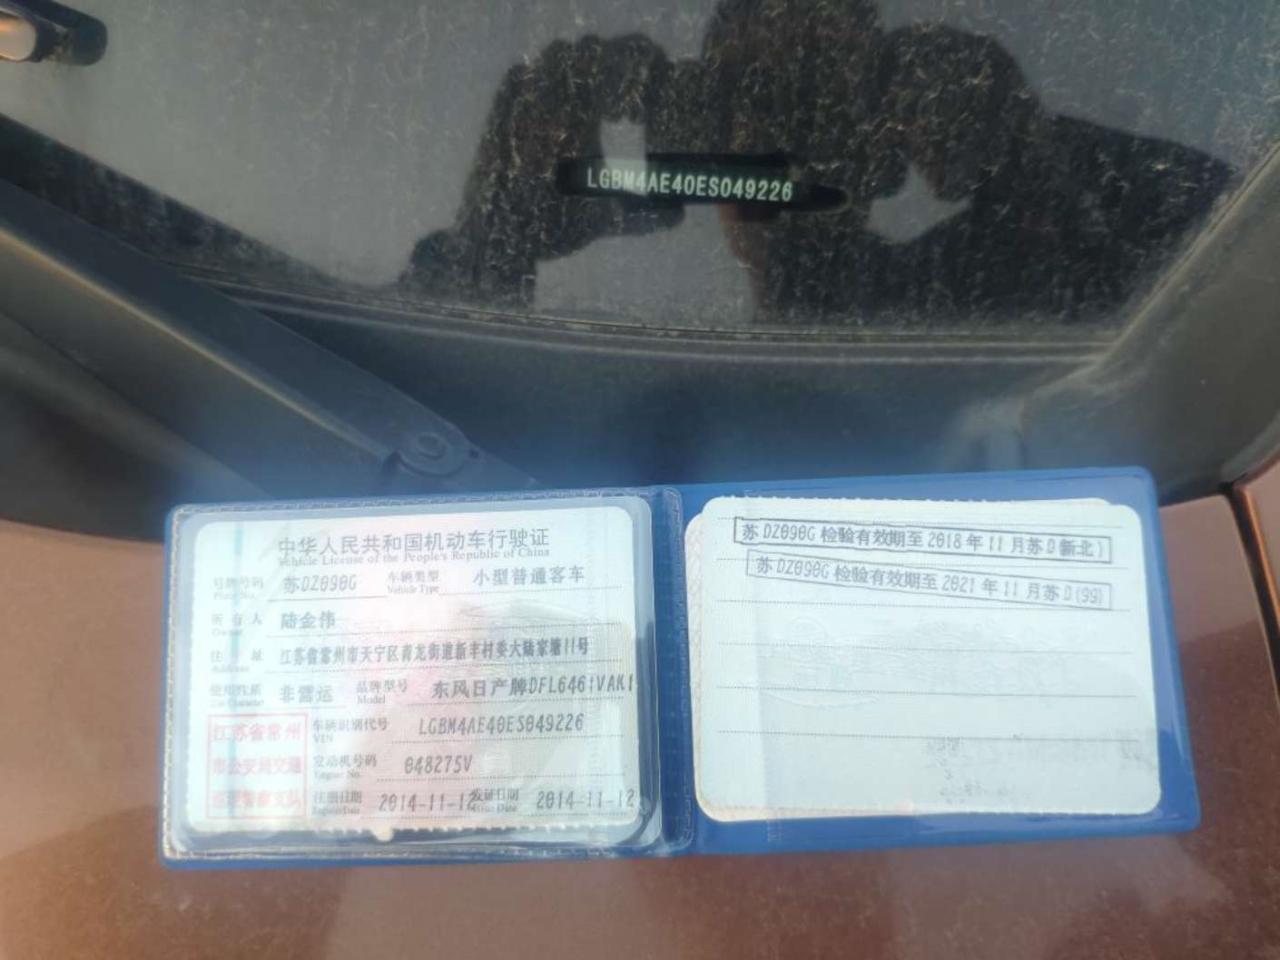 LGBM4AE40ES049226
中华人民共和国机动车行驶证
Vehicle License of the People's Republic of China
号牌号码 苏DZ090G 车辆类型 小型普通客车
Plate No. Vehicle Type
所有人 陆金伟
Owner
住址 江苏省常州市天宁区青龙街道新丰村委大陆家塘11号
Address
使用性质 非营运 品牌型号 东风日产牌DFL6461VAK1
Use Character Model
江苏省常州 车辆识别代号 LGBM4AE40ES049226
VIN
市公安局交通 发动机号码 048275V
Engine No.
巡逻警察支队 注册日期 2014-11-12 发证日期 2014-11-12
Register Date Issue Date
苏DZ090G检验有效期至2018年11月苏D(新北)
苏DZ090G检验有效期至2021年11月苏D(99)